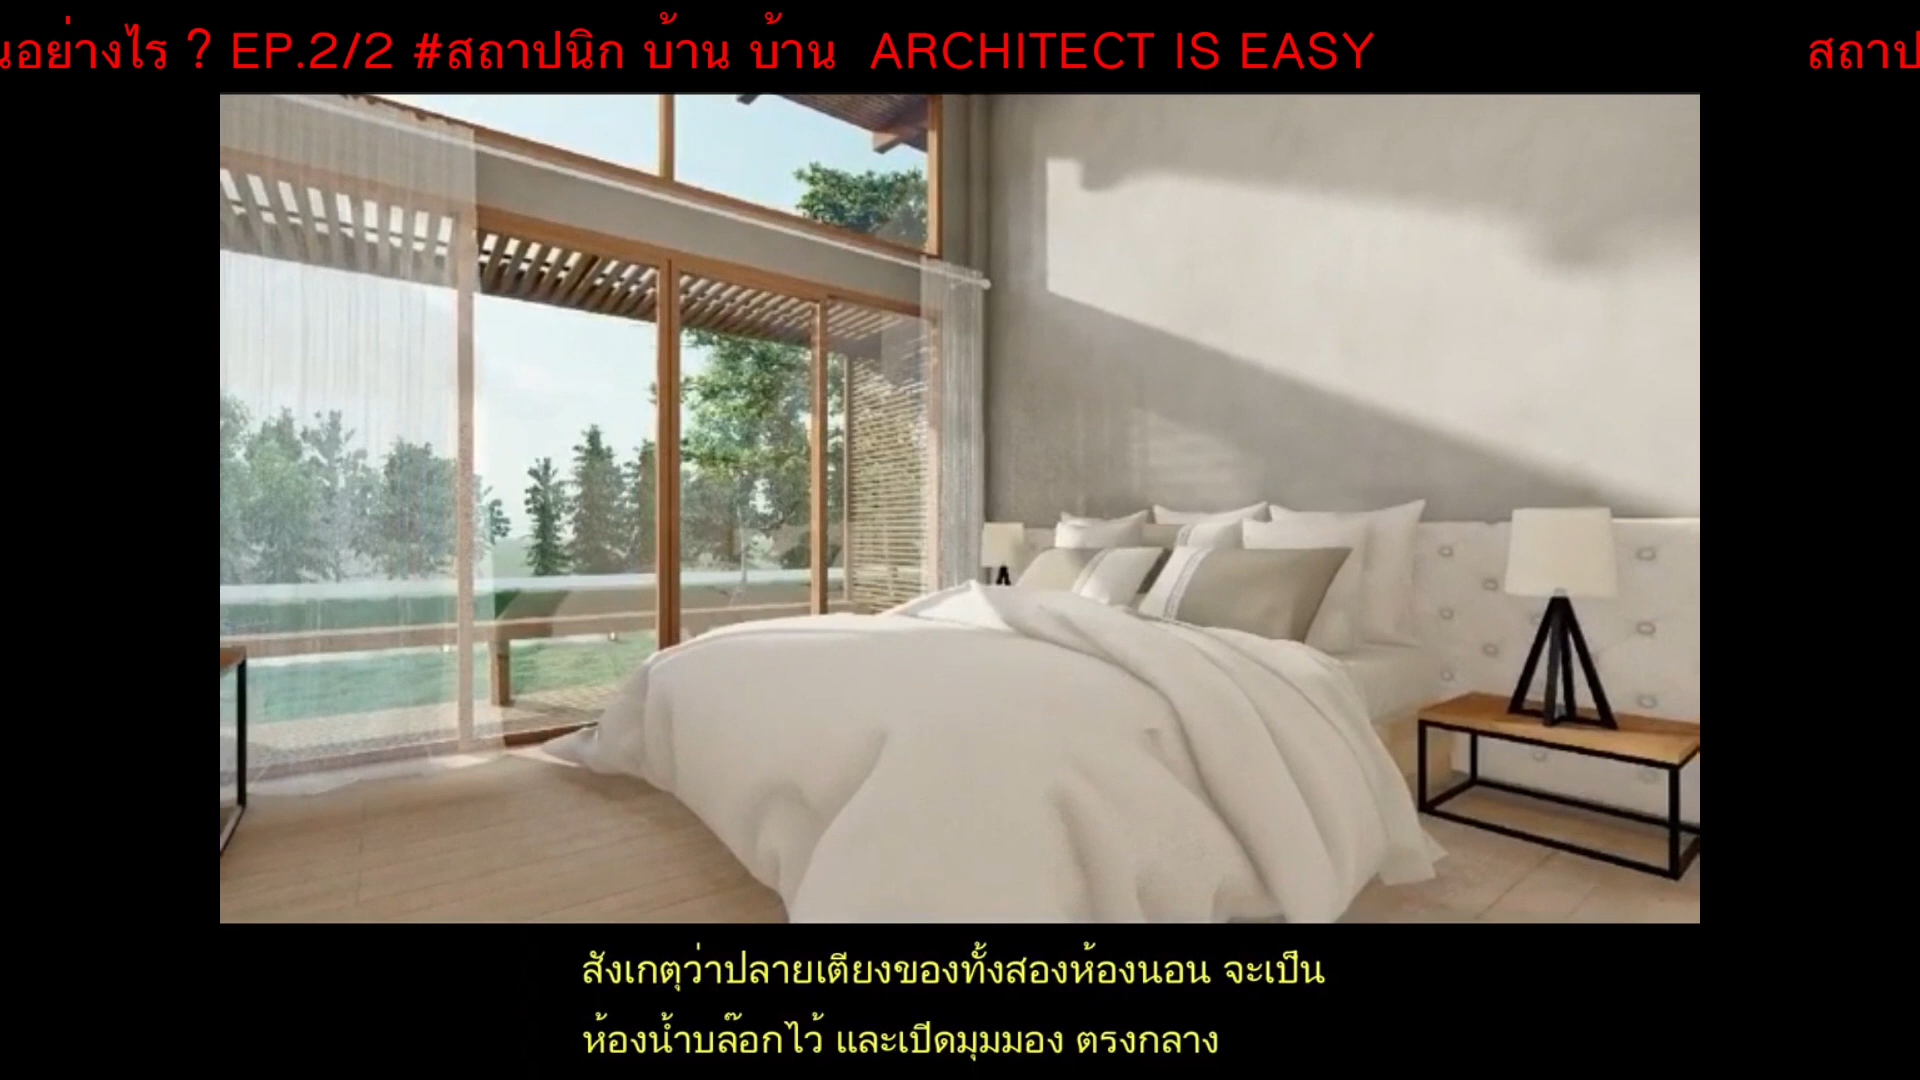 นอย่างไร ? EP.2/2 #สถาปนิก บ้าน บ้าน ARCHITECT IS EASY
สถาป
สังเกตุว่าปลายเตียงของทั้งสองห้องนอน จะเป็น
ห้องน้ำบล๊อกไว้ และเปิดมุมมอง ตรงกลาง